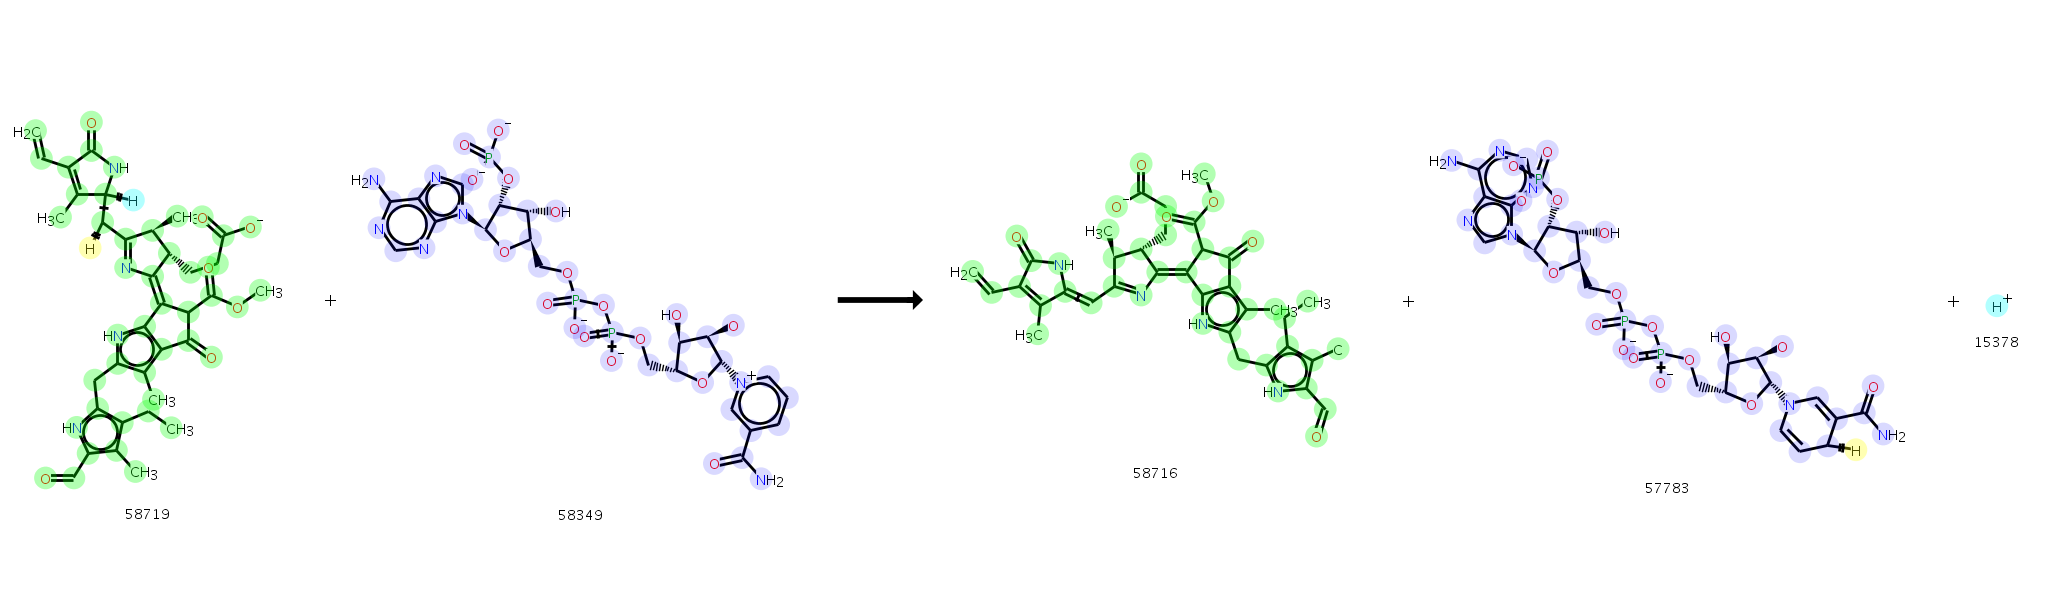 H₂C O NH H₃C H H CH₃ O O⁻ N O O CH₃ HN O CH₃ HN CH₃ O CH₃
58719
+
O⁻ O P O⁻ O H₂N N N N N OH O O O P O O⁻ O P O⁻ O HO O O N⁺ O NH₂
58349
O H₃C O⁻ O O H₃C O O NH H₂C H₃C N HN CH₃ CH₃ C HN O
58716
+
H₂N N N N N O⁻ O P O⁻ O OH O O O P O⁻ O O P O⁻ O HO O O N O NH₂ H
57783
+
H⁺
15378